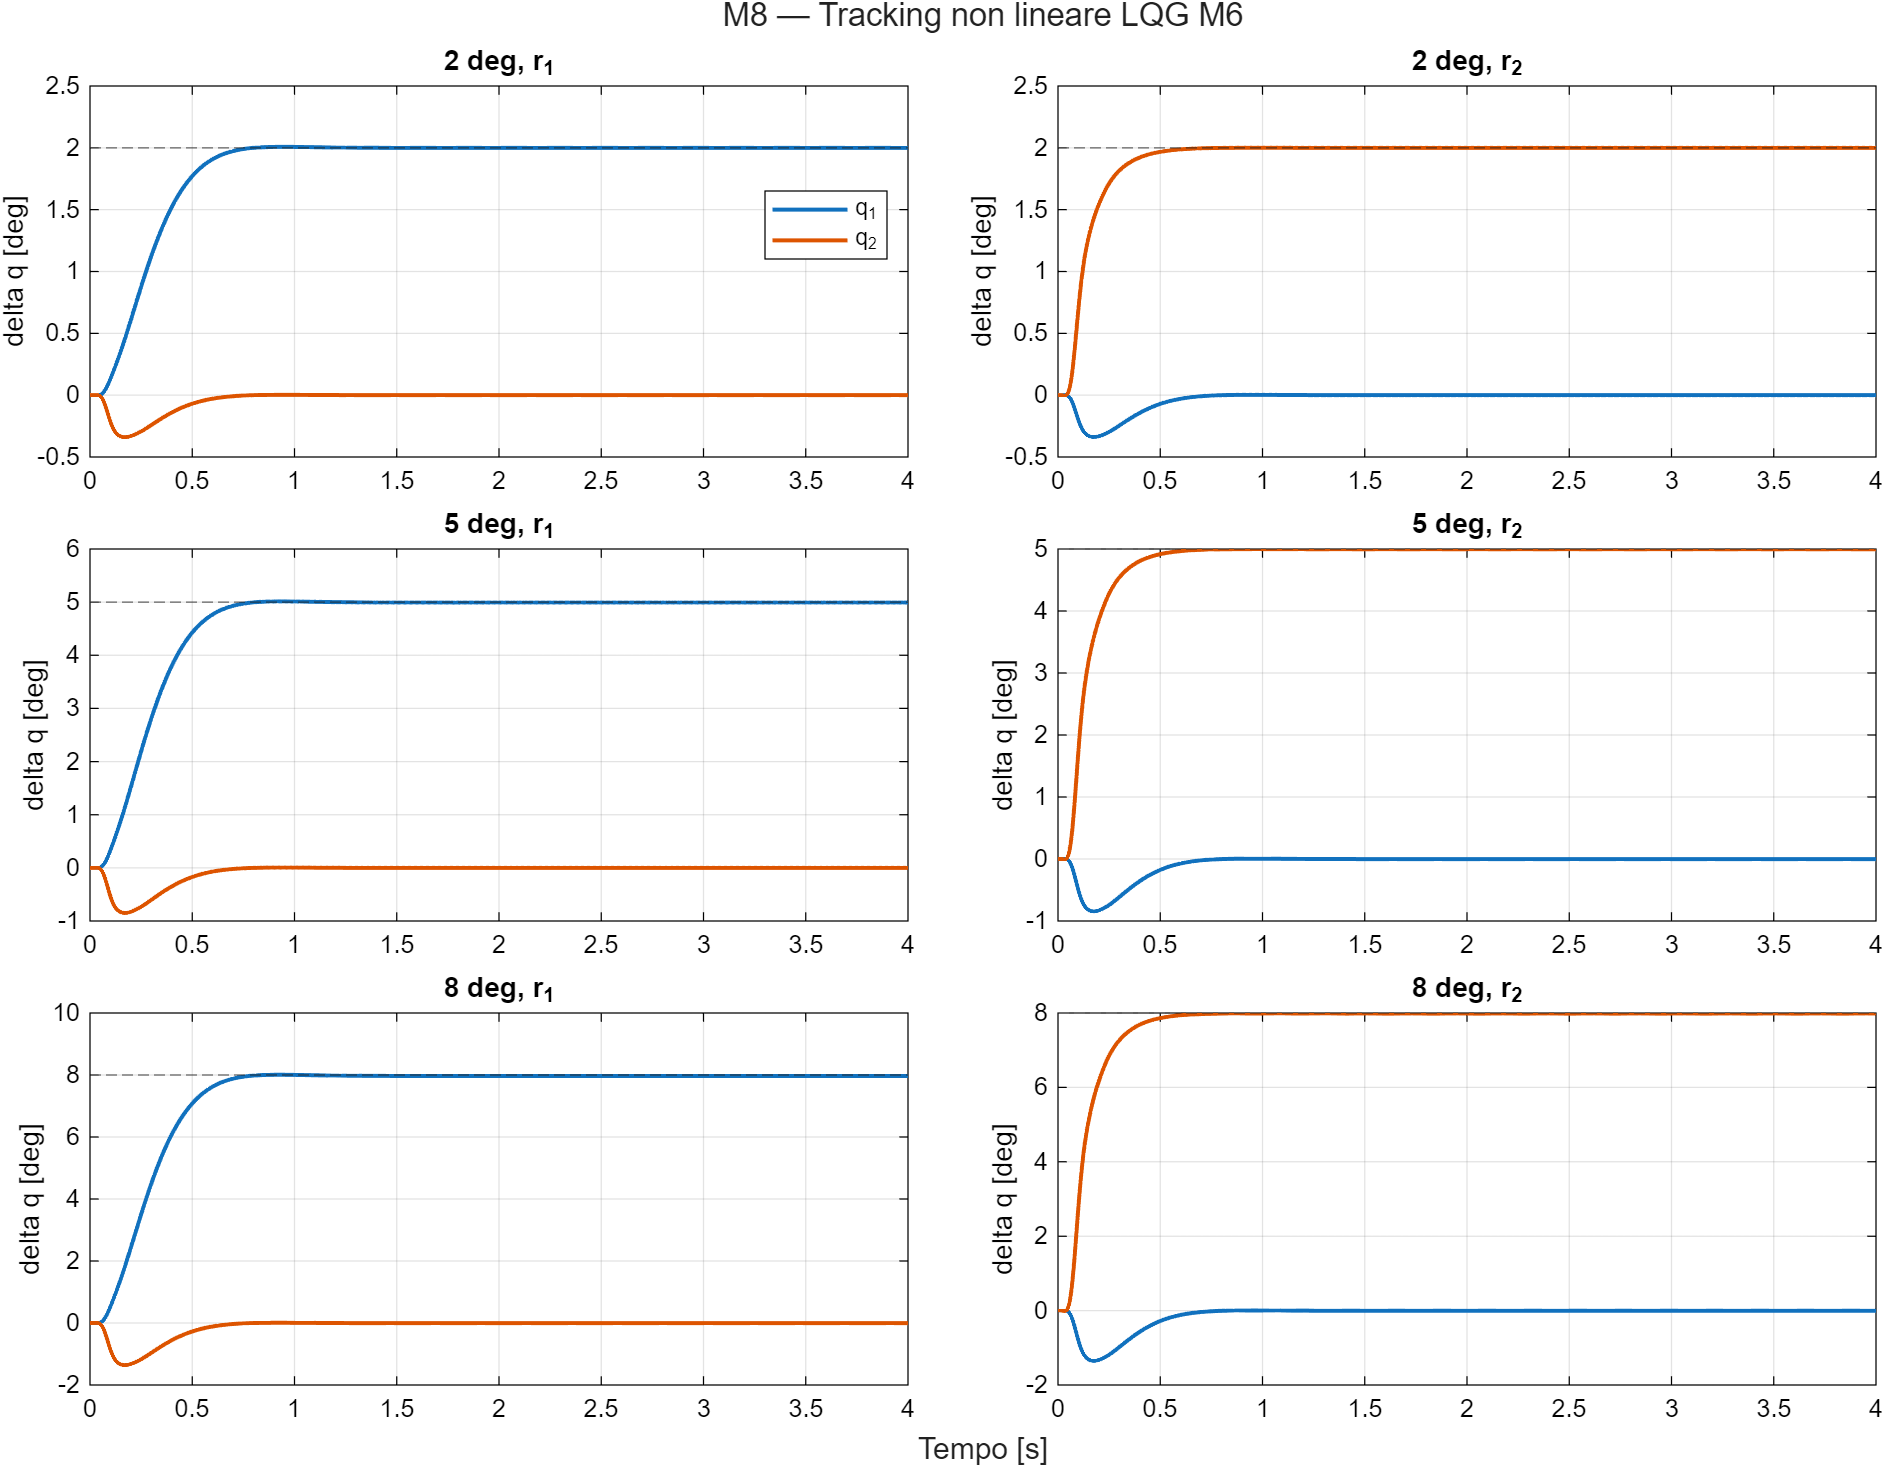 M8 — Tracking non lineare LQG M6
2 deg, r1
2.5
2
1.5
1
0.5
0
-0.5
delta q [deg]
q1
q2
0 0.5 1 1.5 2 2.5 3 3.5 4
2 deg, r2
2.5
2
1.5
1
0.5
0
-0.5
delta q [deg]
0 0.5 1 1.5 2 2.5 3 3.5 4
5 deg, r1
6
5
4
3
2
1
0
-1
delta q [deg]
0 0.5 1 1.5 2 2.5 3 3.5 4
5 deg, r2
5
4
3
2
1
0
-1
delta q [deg]
0 0.5 1 1.5 2 2.5 3 3.5 4
8 deg, r1
10
8
6
4
2
0
-2
delta q [deg]
0 0.5 1 1.5 2 2.5 3 3.5 4
8 deg, r2
8
6
4
2
0
-2
delta q [deg]
0 0.5 1 1.5 2 2.5 3 3.5 4
Tempo [s]